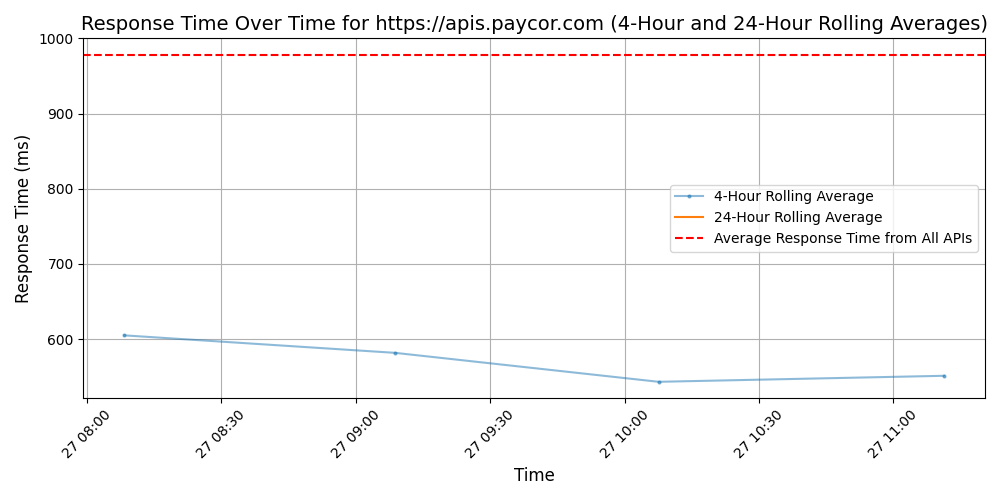 Response Time Over Time for https://apis.paycor.com (4-Hour and 24-Hour Rolling Averages)
1000
900
800
700
600
Response Time (ms)
4-Hour Rolling Average
24-Hour Rolling Average
Average Response Time from All APIs
27 08:00
27 08:30
27 09:00
27 09:30
27 10:00
27 10:30
27 11:00
Time